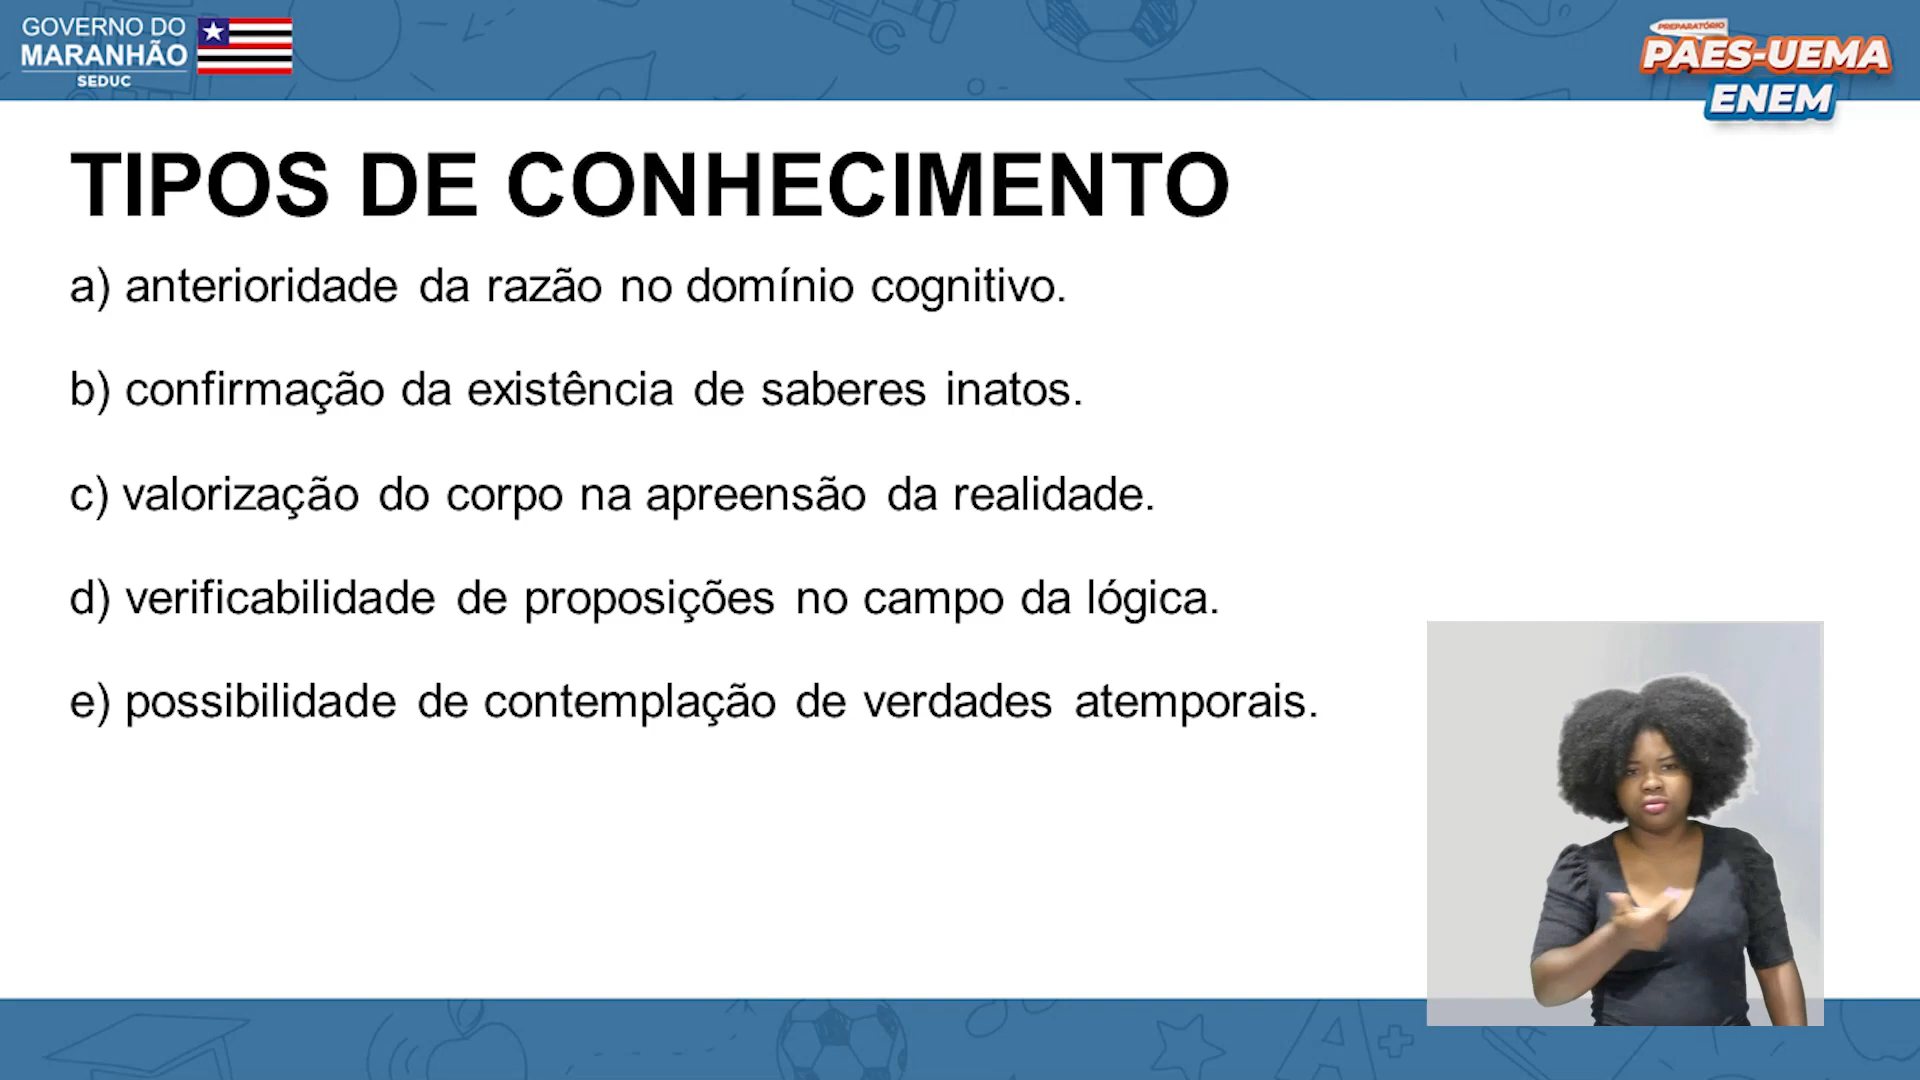 GOVERNO DO
MARANHÃO
SEDUC
PREPARATÓRIO
PAES-UEMA
ENEM
TIPOS DE CONHECIMENTO
a) anterioridade da razão no domínio cognitivo.
b) confirmação da existência de saberes inatos.
c) valorização do corpo na apreensão da realidade.
d) verificabilidade de proposições no campo da lógica.
e) possibilidade de contemplação de verdades atemporais.
A+